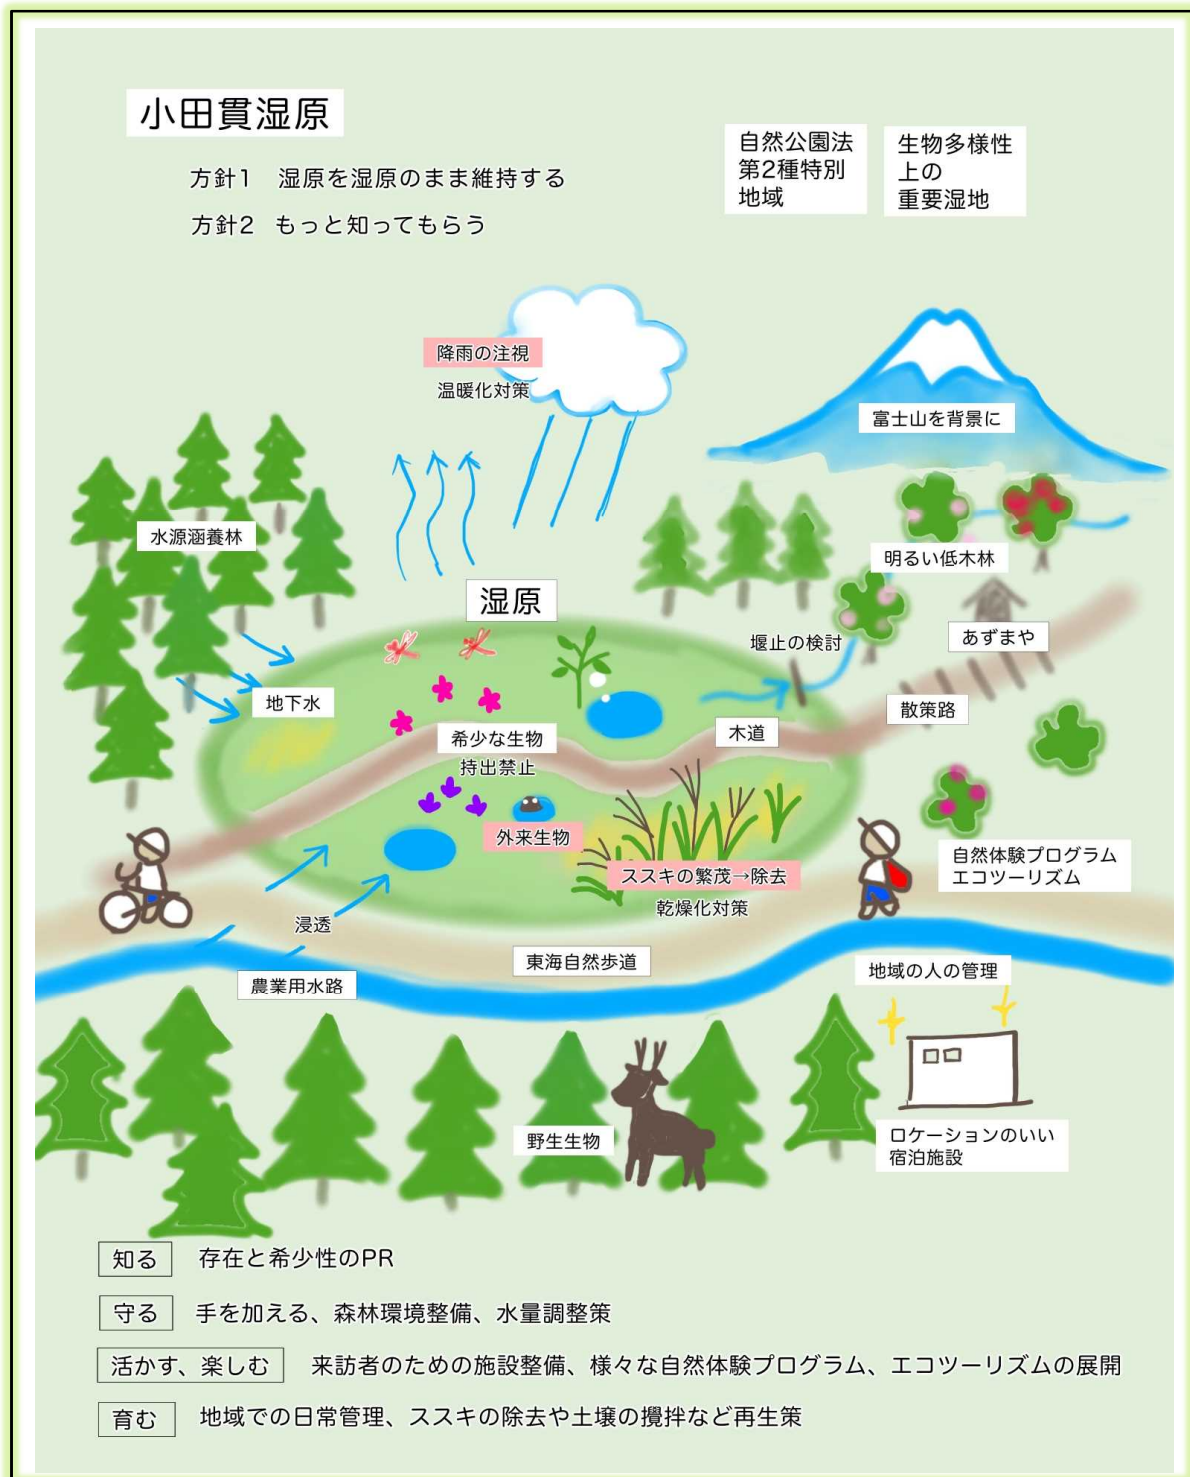 小田貫湿原
方針1　湿原を湿原のまま維持する
方針2　もっと知ってもらう
自然公園法
第2種特別
地域
生物多様性
上の
重要湿地
降雨の注視
温暖化対策
富士山を背景に
水源涵養林
明るい低木林
湿原
あずまや
堰止の検討
地下水
散策路
希少な生物
木道
持出禁止
外来生物
自然体験プログラム
エコツーリズム
ススキの繁茂→除去
乾燥化対策
浸透
東海自然歩道
地域の人の管理
農業用水路
野生生物
ロケーションのいい
宿泊施設
知る　存在と希少性のPR
守る　手を加える、森林環境整備、水量調整策
活かす、楽しむ　来訪者のための施設整備、様々な自然体験プログラム、エコツーリズムの展開
育む　地域での日常管理、ススキの除去や土壌の攪拌など再生策